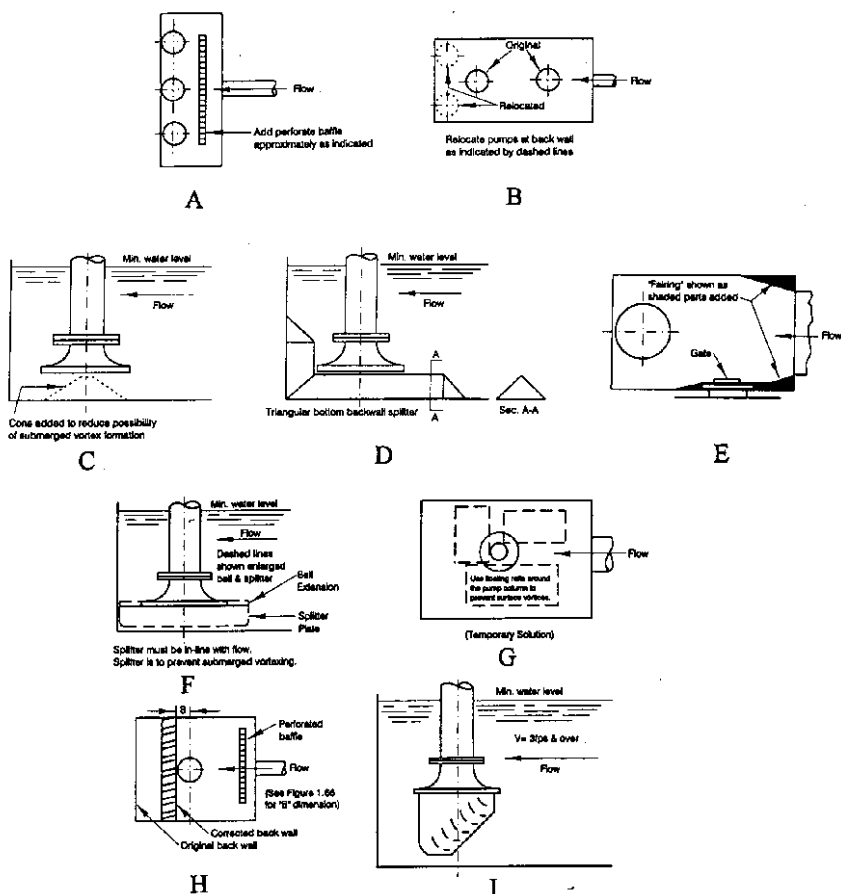 Flow
Add perforate baffle
approximately as indicated
A
Original
Flow
Relocated
Relocate pumps at back wall
as indicated by dashed lines
B
Min. water level
Flow
Cone added to reduce possibility
of submerged vortex formation
C
Min. water level
Flow
A
A
Triangular bottom backwall splitter
Sec. A-A
D
"Fairing" shown as
shaded parts added
Flow
Gate
E
Min. water level
Flow
Dashed lines
shown enlarged
bell & splitter
Bell
Extension
Splitter
Plate
Splitter must be in-line with flow.
Splitter is to prevent submerged vortexing.
F
Flow
Use floating rafts around
the pump column to
prevent surface vortices.
(Temporary Solution)
G
B
Perforated
baffle
Flow
(See Figure 1.66
for "B" dimension)
Corrected back wall
Original back wall
H
Min. water level
V= 3fps & over
Flow
I